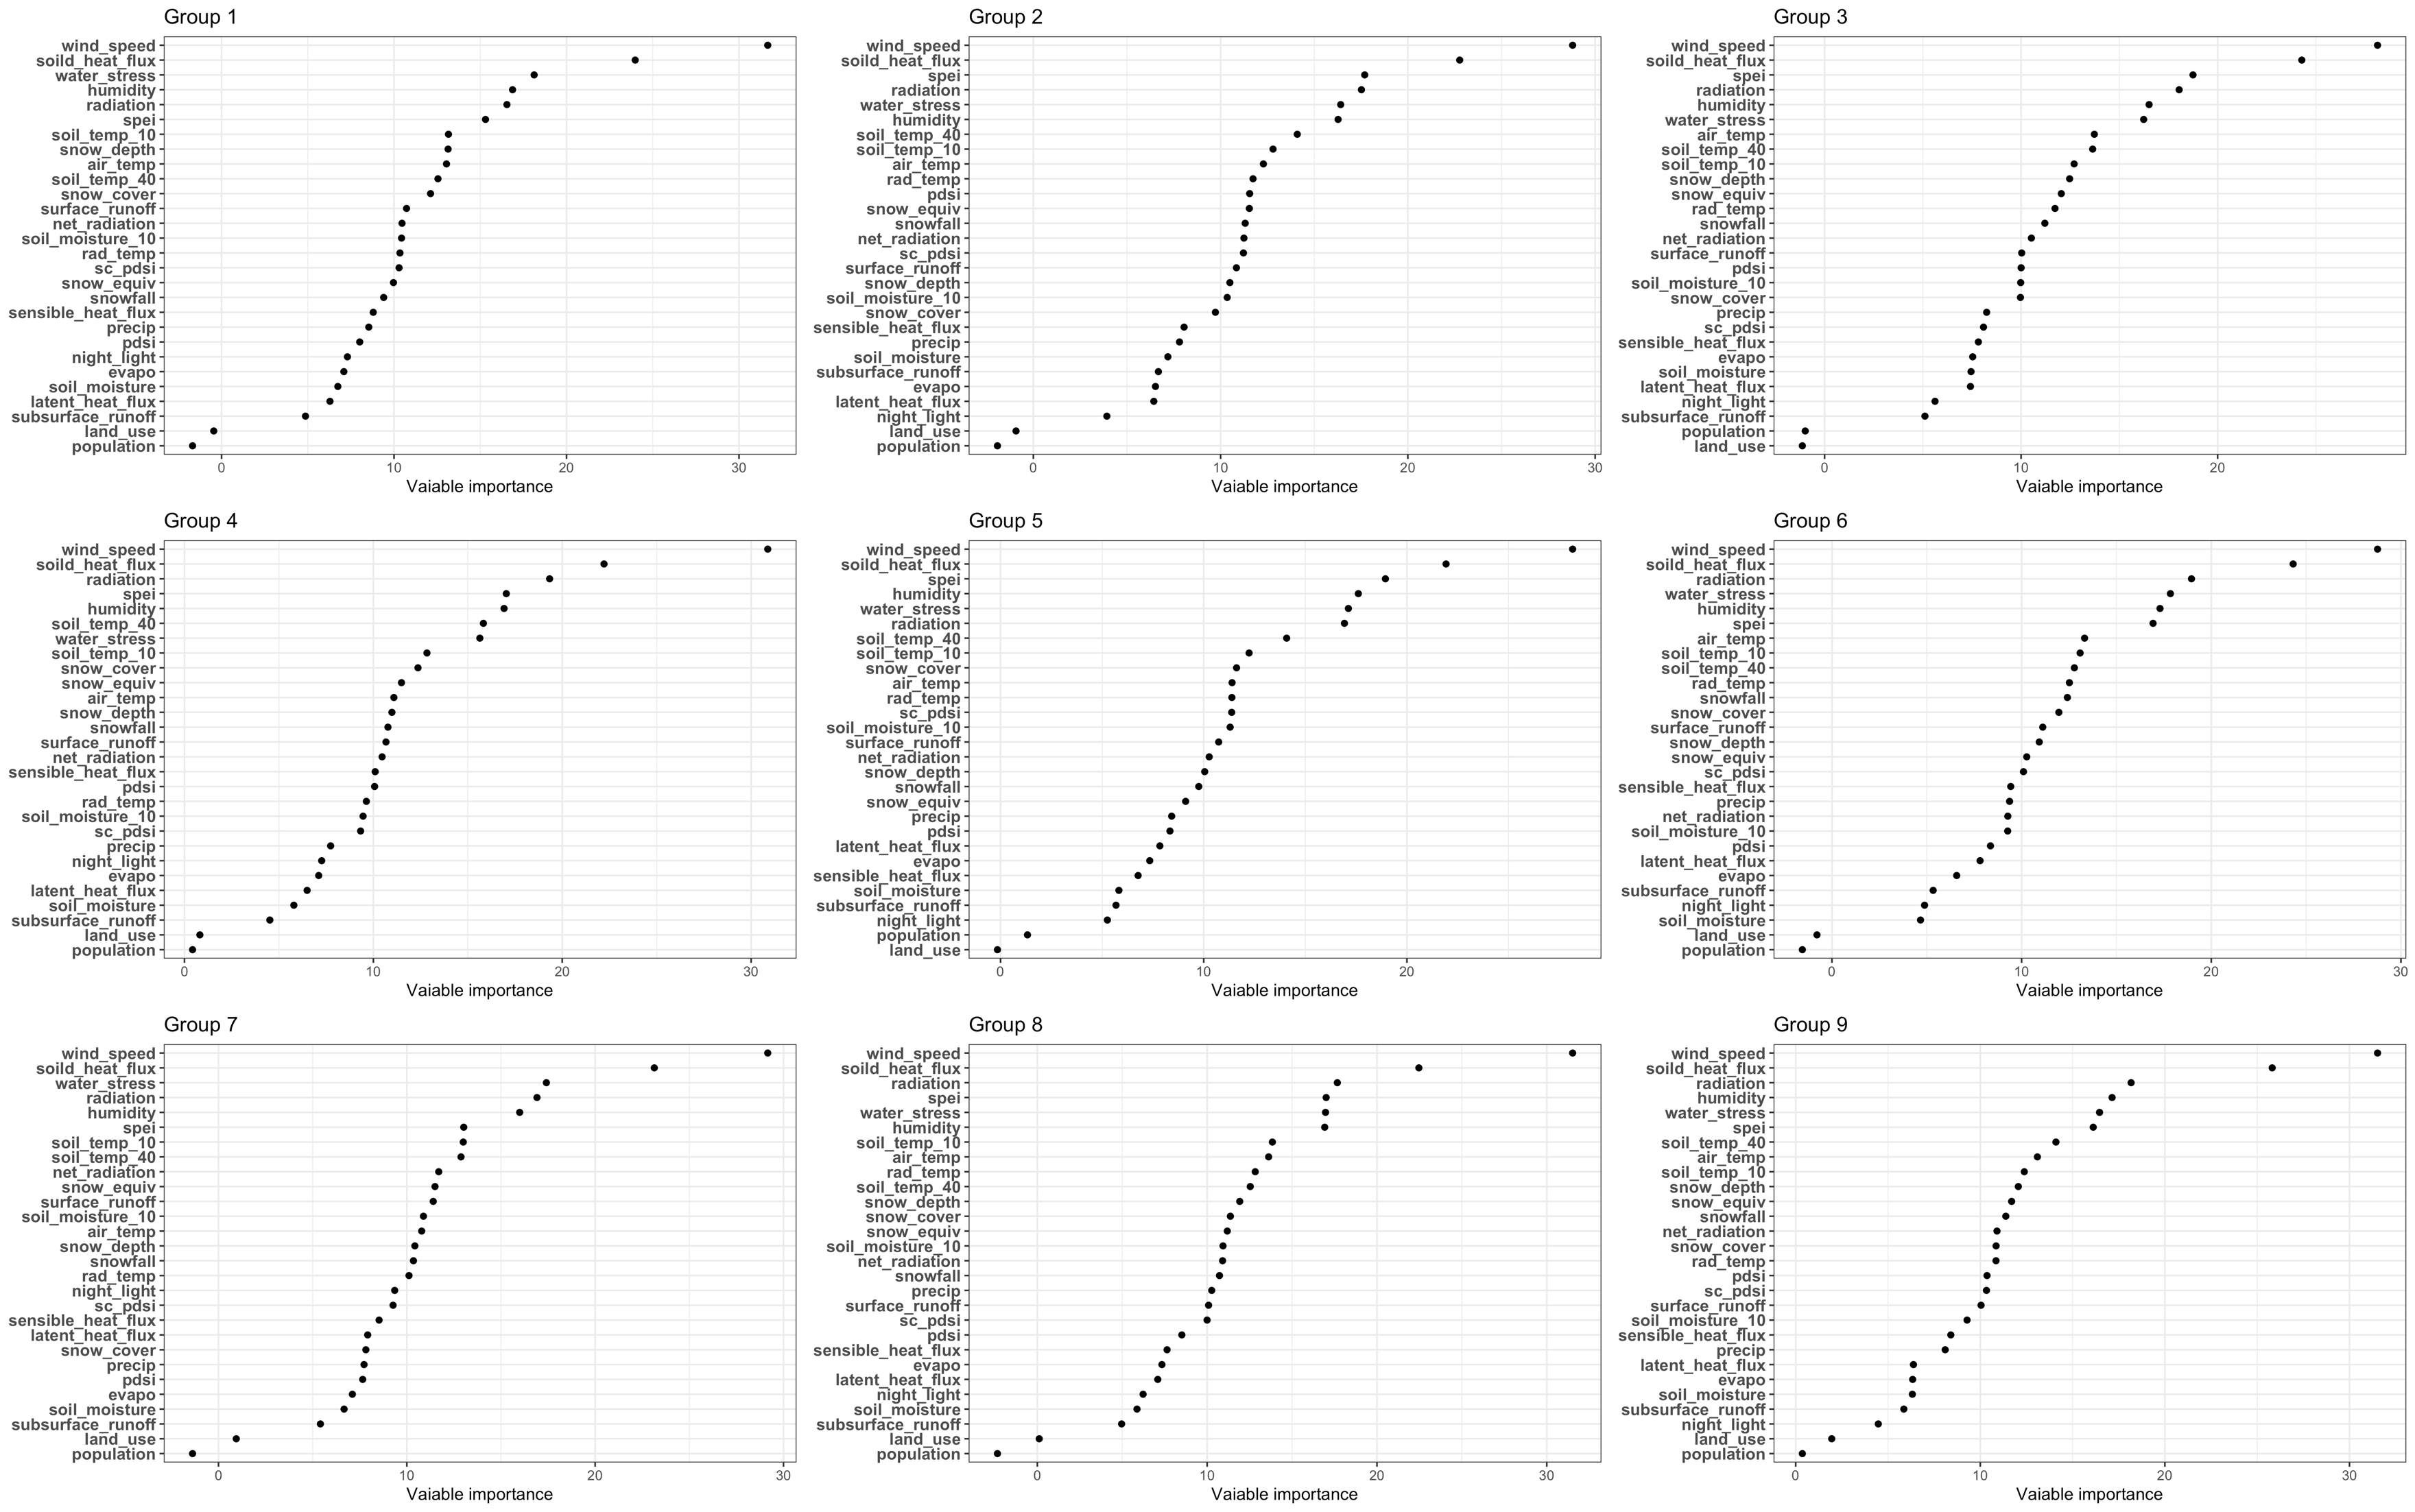 Group 1
wind_speed
soild_heat_flux
water_stress
humidity
radiation
spei
soil_temp_10
snow_depth
air_temp
soil_temp_40
snow_cover
surface_runoff
net_radiation
soil_moisture_10
rad_temp
sc_pdsi
snow_equiv
snowfall
sensible_heat_flux
precip
pdsi
night_light
evapo
soil_moisture
latent_heat_flux
subsurface_runoff
land_use
population
0 10 20 30
Vaiable importance
Group 2
wind_speed
soild_heat_flux
spei
radiation
water_stress
humidity
soil_temp_40
soil_temp_10
air_temp
rad_temp
pdsi
snow_equiv
snowfall
net_radiation
sc_pdsi
surface_runoff
snow_depth
soil_moisture_10
snow_cover
sensible_heat_flux
precip
soil_moisture
subsurface_runoff
evapo
latent_heat_flux
night_light
land_use
population
0 10 20 30
Vaiable importance
Group 3
wind_speed
soild_heat_flux
spei
radiation
humidity
water_stress
air_temp
soil_temp_40
soil_temp_10
snow_depth
snow_equiv
rad_temp
snowfall
net_radiation
surface_runoff
pdsi
soil_moisture_10
snow_cover
precip
sc_pdsi
sensible_heat_flux
evapo
soil_moisture
latent_heat_flux
night_light
subsurface_runoff
population
land_use
0 10 20
Vaiable importance
Group 4
wind_speed
soild_heat_flux
radiation
spei
humidity
soil_temp_40
water_stress
soil_temp_10
snow_cover
snow_equiv
air_temp
snow_depth
snowfall
surface_runoff
net_radiation
sensible_heat_flux
pdsi
rad_temp
soil_moisture_10
sc_pdsi
precip
night_light
evapo
latent_heat_flux
soil_moisture
subsurface_runoff
land_use
population
0 10 20 30
Vaiable importance
Group 5
wind_speed
soild_heat_flux
spei
humidity
water_stress
radiation
soil_temp_40
soil_temp_10
snow_cover
air_temp
rad_temp
sc_pdsi
soil_moisture_10
surface_runoff
net_radiation
snow_depth
snowfall
snow_equiv
precip
pdsi
latent_heat_flux
evapo
sensible_heat_flux
soil_moisture
subsurface_runoff
night_light
population
land_use
0 10 20
Vaiable importance
Group 6
wind_speed
soild_heat_flux
radiation
water_stress
humidity
spei
air_temp
soil_temp_10
soil_temp_40
rad_temp
snowfall
snow_cover
surface_runoff
snow_depth
snow_equiv
sc_pdsi
sensible_heat_flux
precip
net_radiation
soil_moisture_10
pdsi
latent_heat_flux
evapo
subsurface_runoff
night_light
soil_moisture
land_use
population
0 10 20 30
Vaiable importance
Group 7
wind_speed
soild_heat_flux
water_stress
radiation
humidity
spei
soil_temp_10
soil_temp_40
net_radiation
snow_equiv
surface_runoff
soil_moisture_10
air_temp
snow_depth
snowfall
rad_temp
night_light
sc_pdsi
sensible_heat_flux
latent_heat_flux
snow_cover
precip
pdsi
evapo
soil_moisture
subsurface_runoff
land_use
population
0 10 20 30
Vaiable importance
Group 8
wind_speed
soild_heat_flux
radiation
spei
water_stress
humidity
soil_temp_10
air_temp
rad_temp
soil_temp_40
snow_depth
snow_cover
snow_equiv
soil_moisture_10
net_radiation
snowfall
precip
surface_runoff
sc_pdsi
pdsi
sensible_heat_flux
evapo
latent_heat_flux
night_light
soil_moisture
subsurface_runoff
land_use
population
0 10 20 30
Vaiable importance
Group 9
wind_speed
soild_heat_flux
radiation
humidity
water_stress
spei
soil_temp_40
air_temp
soil_temp_10
snow_depth
snow_equiv
snowfall
net_radiation
snow_cover
rad_temp
pdsi
sc_pdsi
surface_runoff
soil_moisture_10
sensible_heat_flux
precip
latent_heat_flux
evapo
soil_moisture
subsurface_runoff
night_light
land_use
population
0 10 20 30
Vaiable importance